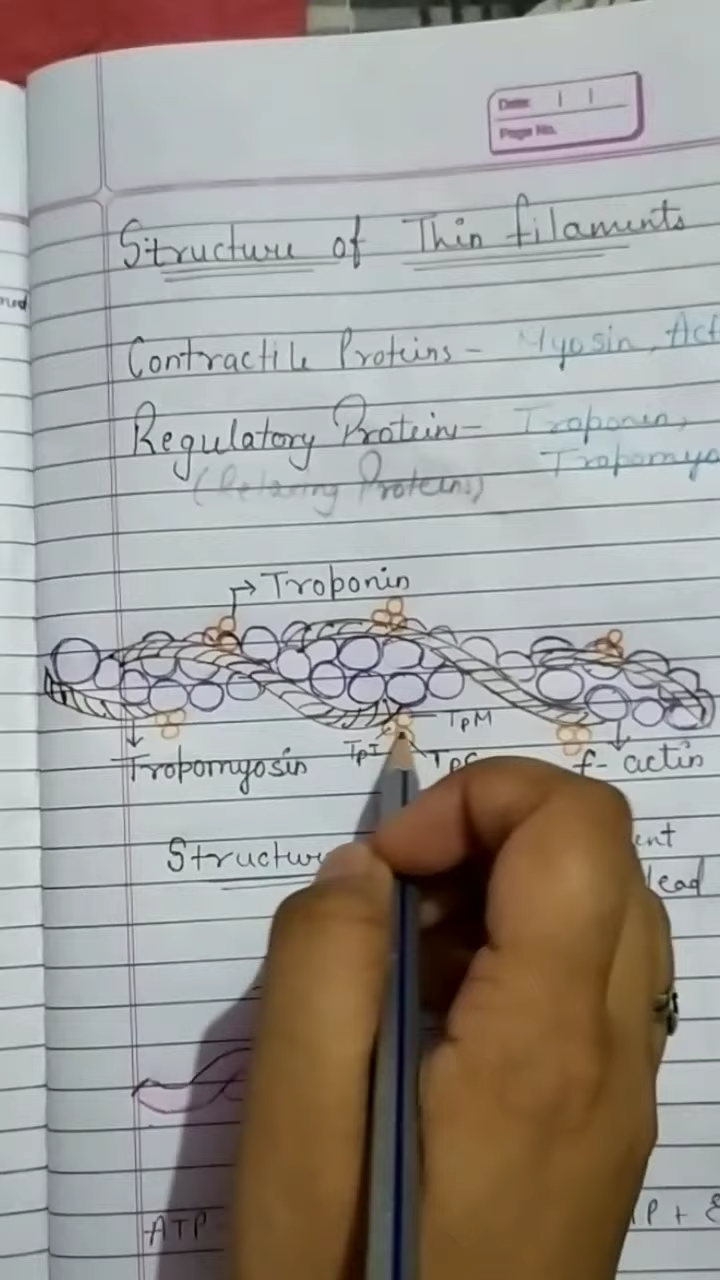 Date: | |
Page No.
Structure of Thin filaments
Contractile Proteins - Myosin, Act
Regulatory Protein- Troponin,
(Relaxing Proteins) Tropomyo
→ Troponin
TpM
Tropomyosin TpI TpC f- actin
Structu ent
Head
ATP P + E